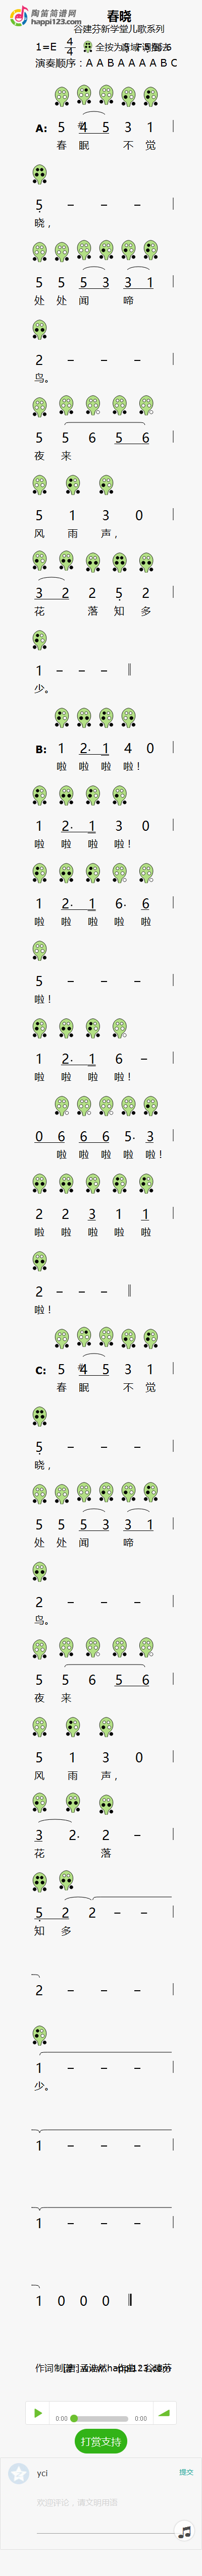 陶笛简谱网
happi123.com
春晓
谷建芬新学堂儿歌系列
1=E 4/4 全按为
演奏顺序：A A B A A A A A B C
A: 5 4 5 3 1
春 眠 不 觉
5 – – –
晓，
5 5 5 3 3 1
处 处 闻 啼
2 – – –
鸟。
5 5 6 5 6
夜 来
5 1 3 0
风 雨 声，
3 2 2 5 2
花 落 知 多
1 – – –
少。
B: 1 2· 1 4 0
啦 啦 啦 啦！
1 2· 1 3 0
啦 啦 啦 啦！
1 2· 1 6· 6
啦 啦 啦 啦 啦
5 – – –
啦！
1 2· 1 6 –
啦 啦 啦 啦！
0 6 6 6 5· 3
啦 啦 啦 啦 啦！
2 2 3 1 1
啦 啦 啦 啦 啦
2 – – –
啦！
C: 5 4 5 3 1
春 眠 不 觉
5 – – –
晓，
5 5 5 3 3 1
处 处 闻 啼
2 – – –
鸟。
5 5 6 5 6
夜 来
5 1 3 0
风 雨 声，
3 2· 2 –
花 落
5 2 2 – –
知 多
2 – – –
1 – – –
少。
1 – – –
1 – – –
1 0 0 0
0:00 0:00
打赏支持
yci 提交
欢迎评论，请文明用语